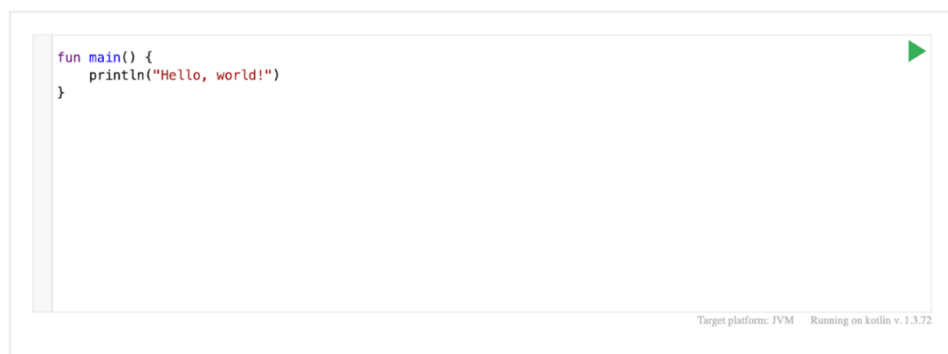 fun main() {
    println("Hello, world!")
}
Target platform: JVM Running on kotlin v. 1.3.72